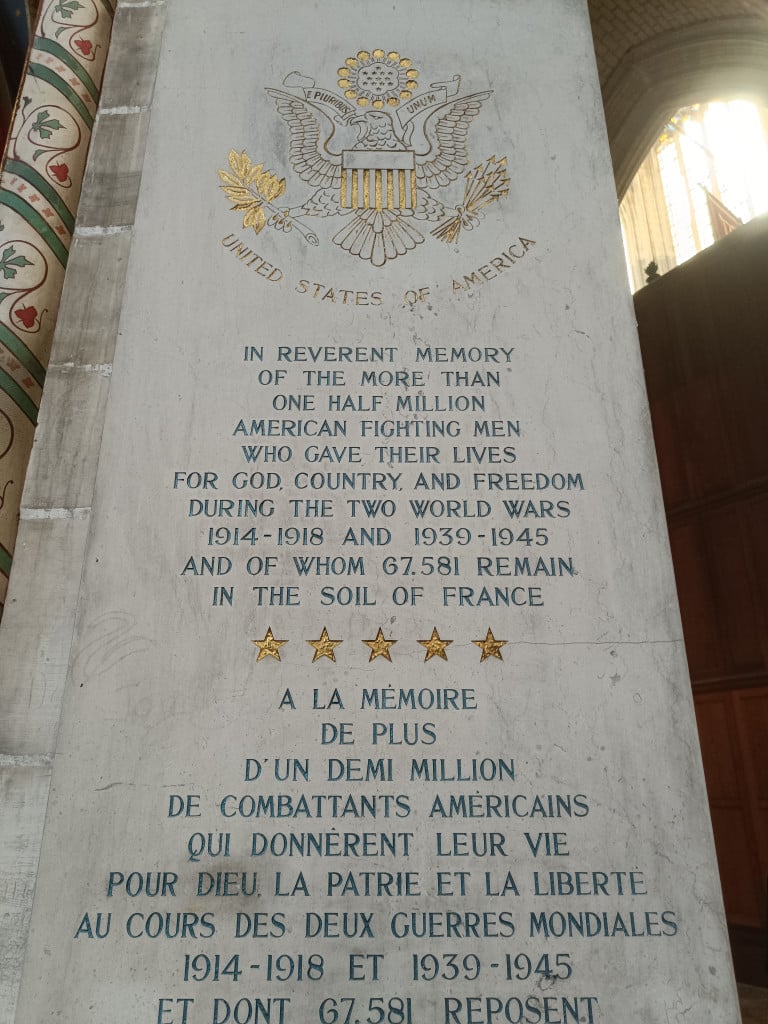 E PLURIBUS UNUM
UNITED STATES OF AMERICA
IN REVERENT MEMORY
OF THE MORE THAN
ONE HALF MILLION
AMERICAN FIGHTING MEN
WHO GAVE THEIR LIVES
FOR GOD, COUNTRY, AND FREEDOM
DURING THE TWO WORLD WARS
1914-1918 AND 1939-1945
AND OF WHOM 67.581 REMAIN
IN THE SOIL OF FRANCE
A LA MÉMOIRE
DE PLUS
D'UN DEMI MILLION
DE COMBATTANTS AMÉRICAINS
QUI DONNÈRENT LEUR VIE
POUR DIEU, LA PATRIE ET LA LIBERTÉ
AU COURS DES DEUX GUERRES MONDIALES
1914-1918 ET 1939-1945
ET DONT 67.581 REPOSENT